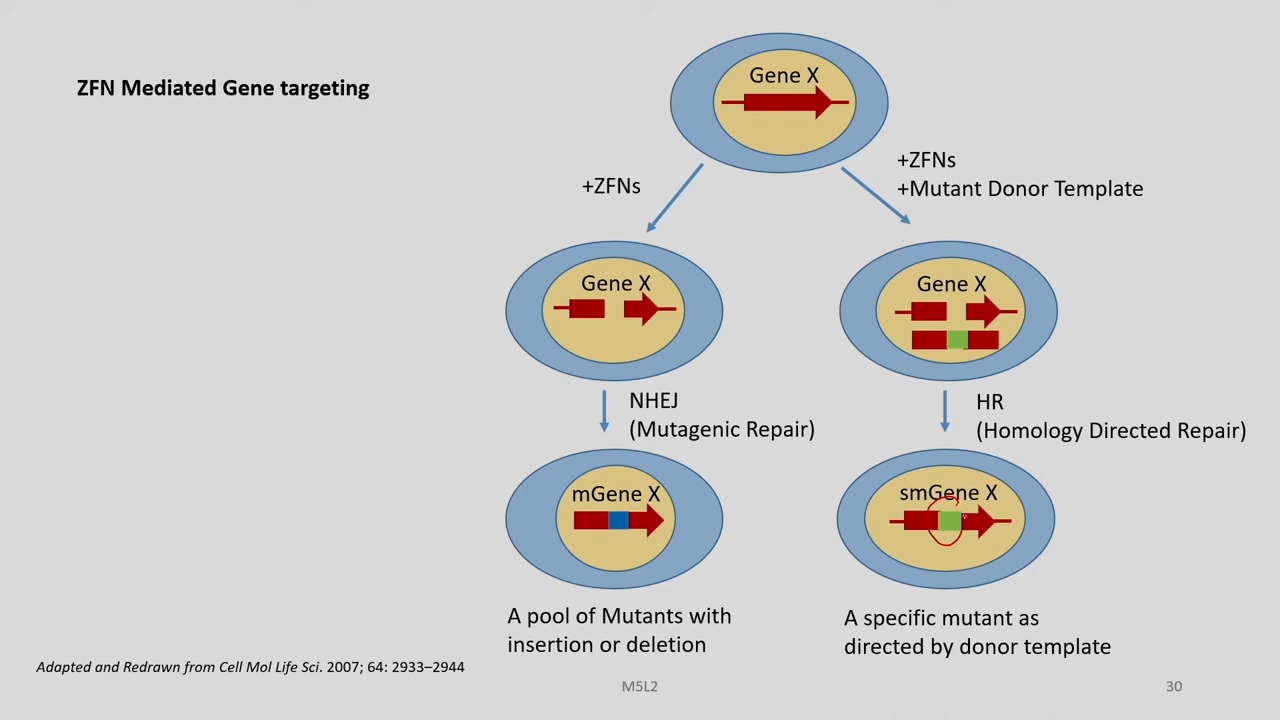 ZFN Mediated Gene targeting
Gene X
+ZFNs
+ZFNs
+Mutant Donor Template
Gene X
Gene X
NHEJ
(Mutagenic Repair)
HR
(Homology Directed Repair)
mGene X
smGene X
A pool of Mutants with
insertion or deletion
A specific mutant as
directed by donor template
Adapted and Redrawn from Cell Mol Life Sci. 2007; 64: 2933–2944
M5L2
30